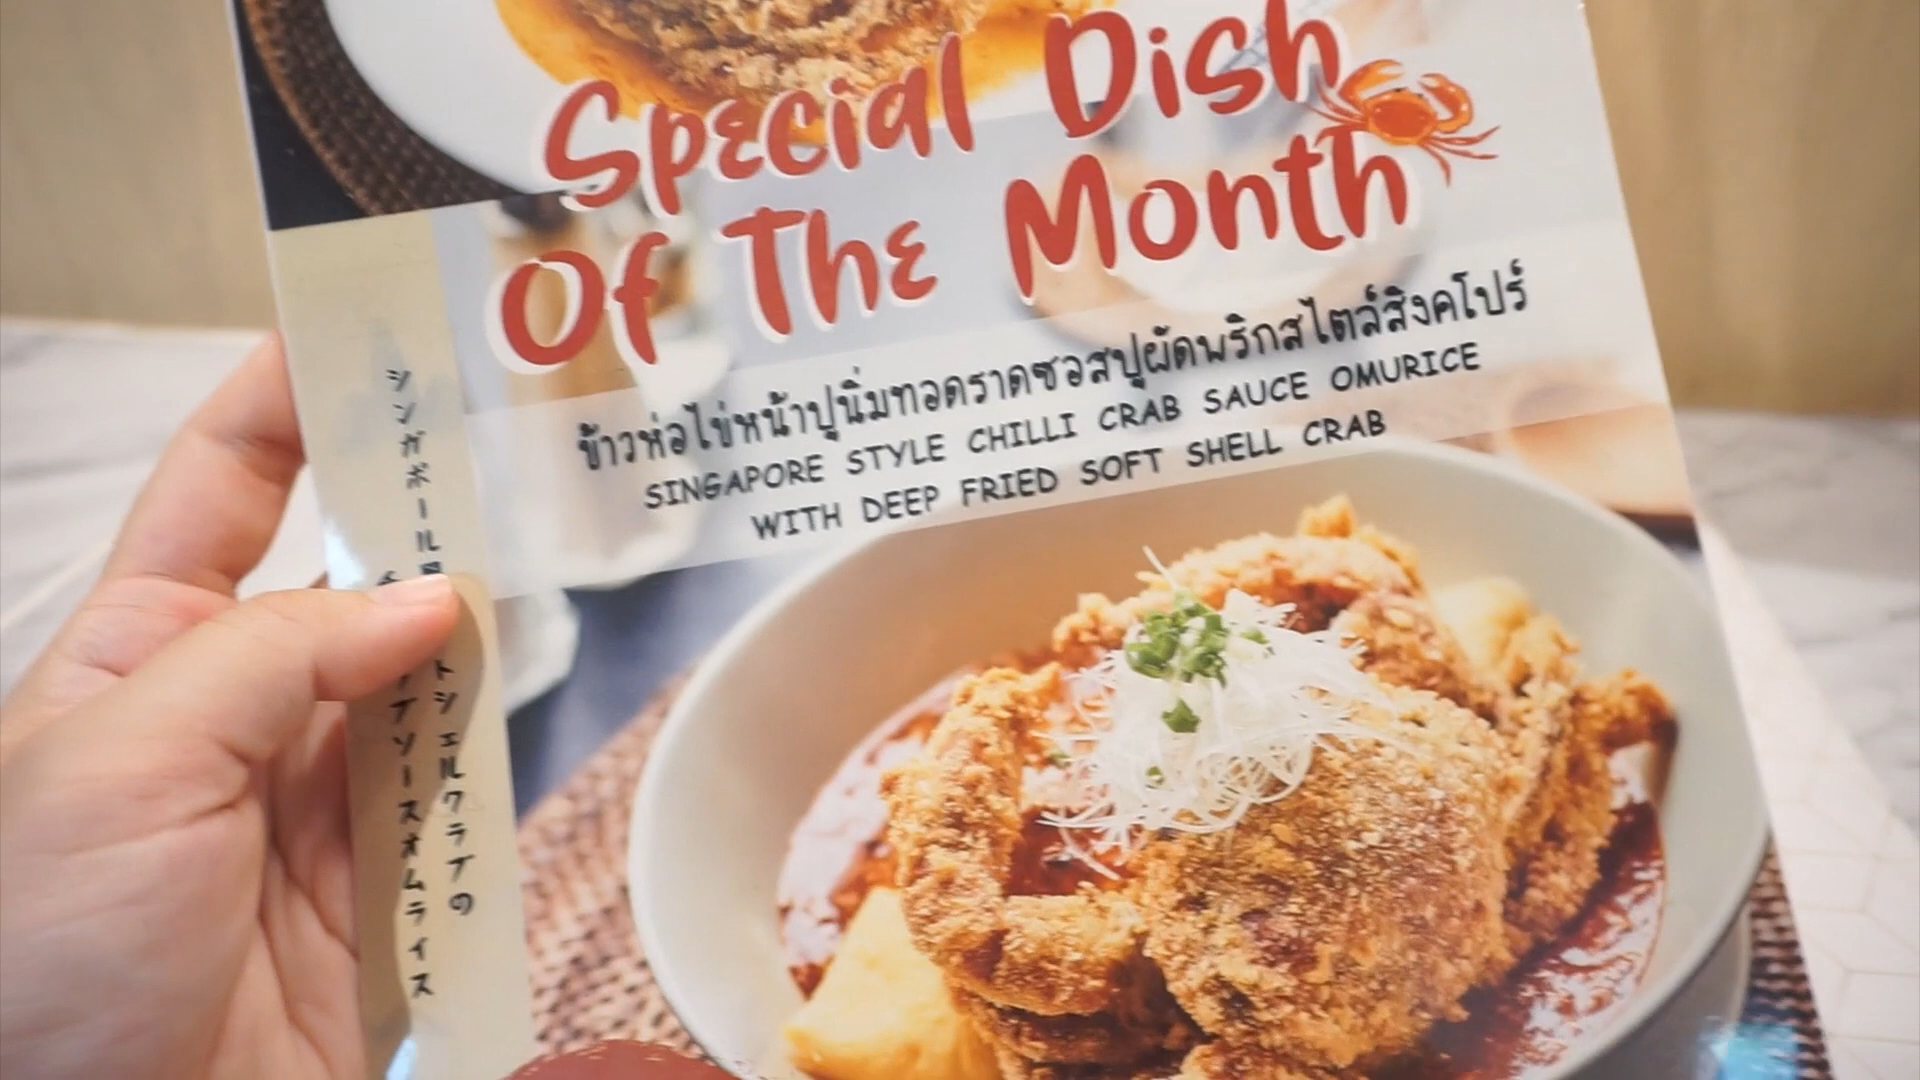 Special Dish
Of The Month
ข้าวห่อไข่หน้าปูนิ่มทอดราดซอสปูผัดพริกสไตล์สิงคโปร์
SINGAPORE STYLE CHILLI CRAB SAUCE OMURICE
WITH DEEP FRIED SOFT SHELL CRAB
シンガポール風
トシェルクラブの
ブソースオムライス